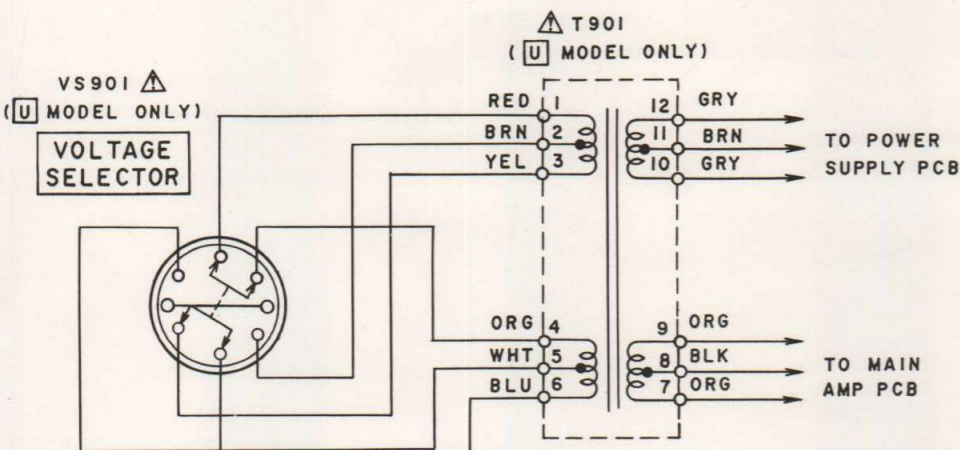 ⚠ T901
( U MODEL ONLY)
VS901 ⚠
( U MODEL ONLY)
VOLTAGE
SELECTOR
RED 1
BRN 2
YEL 3
12 GRY
11 BRN
10 GRY
TO POWER
SUPPLY PCB
ORG 4
WHT 5
BLU 6
9 ORG
8 BLK
7 ORG
TO MAIN
AMP PCB